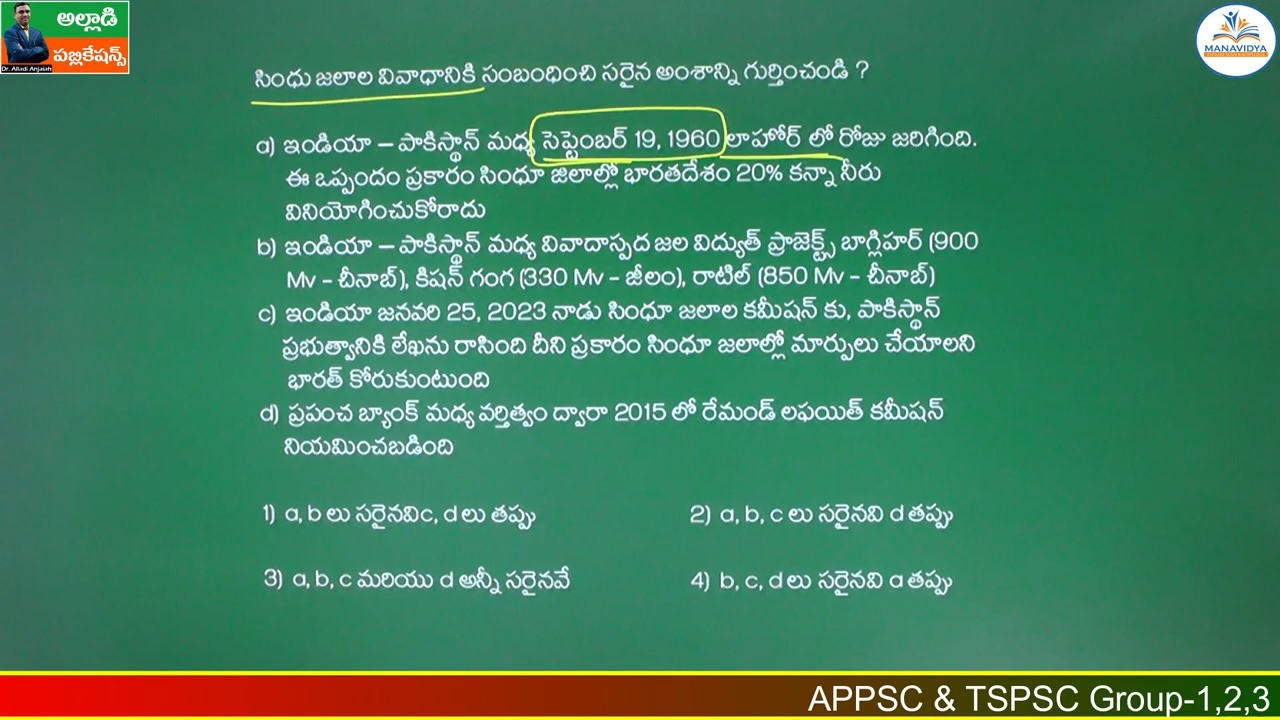 అల్లాడి
పబ్లికేషన్స్
Dr. Alladi Anjaiah
MANAVIDYA
సింధు జలాల వివాధానికి సంబంధించి సరైన అంశాన్ని గుర్తించండి ?
a) ఇండియా – పాకిస్థాన్ మధ్య సెప్టెంబర్ 19, 1960 లాహోర్ లో రోజు జరిగింది.
ఈ ఒప్పందం ప్రకారం సింధూ జిలాల్లో భారతదేశం 20% కన్నా నీరు
వినియోగించుకోరాదు
b) ఇండియా – పాకిస్థాన్ మధ్య వివాదాస్పద జల విద్యుత్ ప్రాజెక్ట్స్ బాగ్లిహర్ (900
Mv - చీనాబ్), కిషన్ గంగ (330 Mv - జీలం), రాటిల్ (850 Mv - చీనాబ్)
c) ఇండియా జనవరి 25, 2023 నాడు సింధూ జలాల కమీషన్ కు, పాకిస్థాన్
ప్రభుత్వానికి లేఖను రాసింది దీని ప్రకారం సింధూ జలాల్లో మార్పులు చేయాలని
భారత్ కోరుకుంటుంది
d) ప్రపంచ బ్యాంక్ మధ్య వర్తిత్వం ద్వారా 2015 లో రేమండ్ లఫయిత్ కమీషన్
నియమించబడింది
1) a, b లు సరైనవి c, d లు తప్పు
2) a, b, c లు సరైనవి d తప్పు
3) a, b, c మరియు d అన్నీ సరైనవే
4) b, c, d లు సరైనవి a తప్పు
APPSC & TSPSC Group-1,2,3